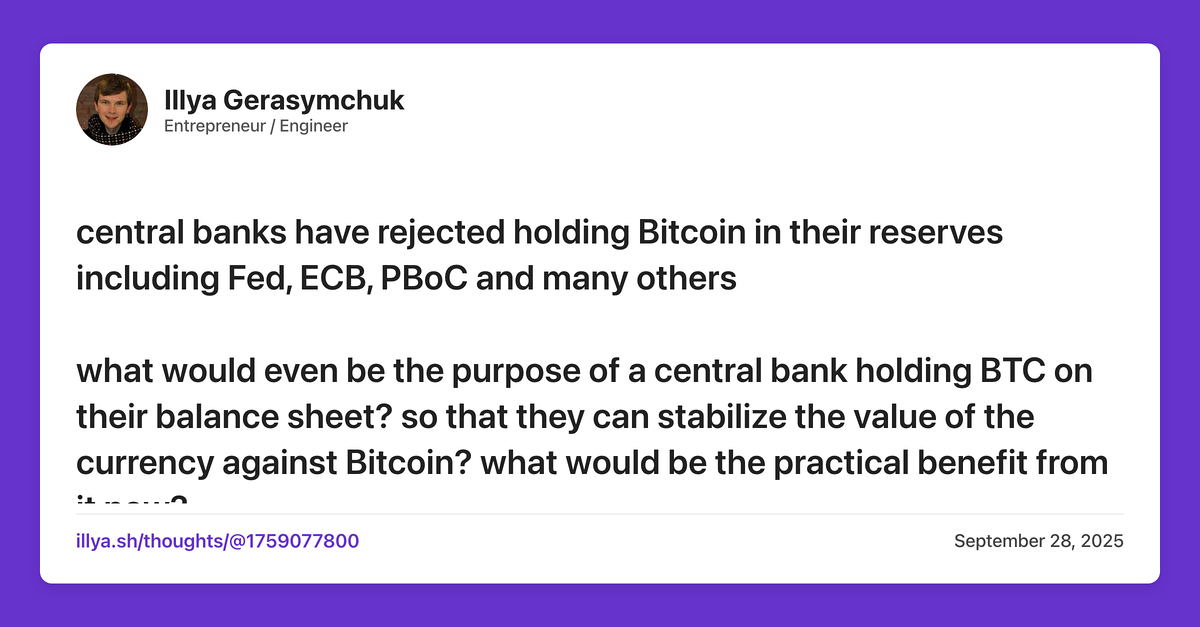 Illya Gerasymchuk
Entrepreneur / Engineer
central banks have rejected holding Bitcoin in their reserves
including Fed, ECB, PBoC and many others
what would even be the purpose of a central bank holding BTC on
their balance sheet? so that they can stabilize the value of the
currency against Bitcoin? what would be the practical benefit from
it now?
illya.sh/thoughts/@1759077800
September 28, 2025